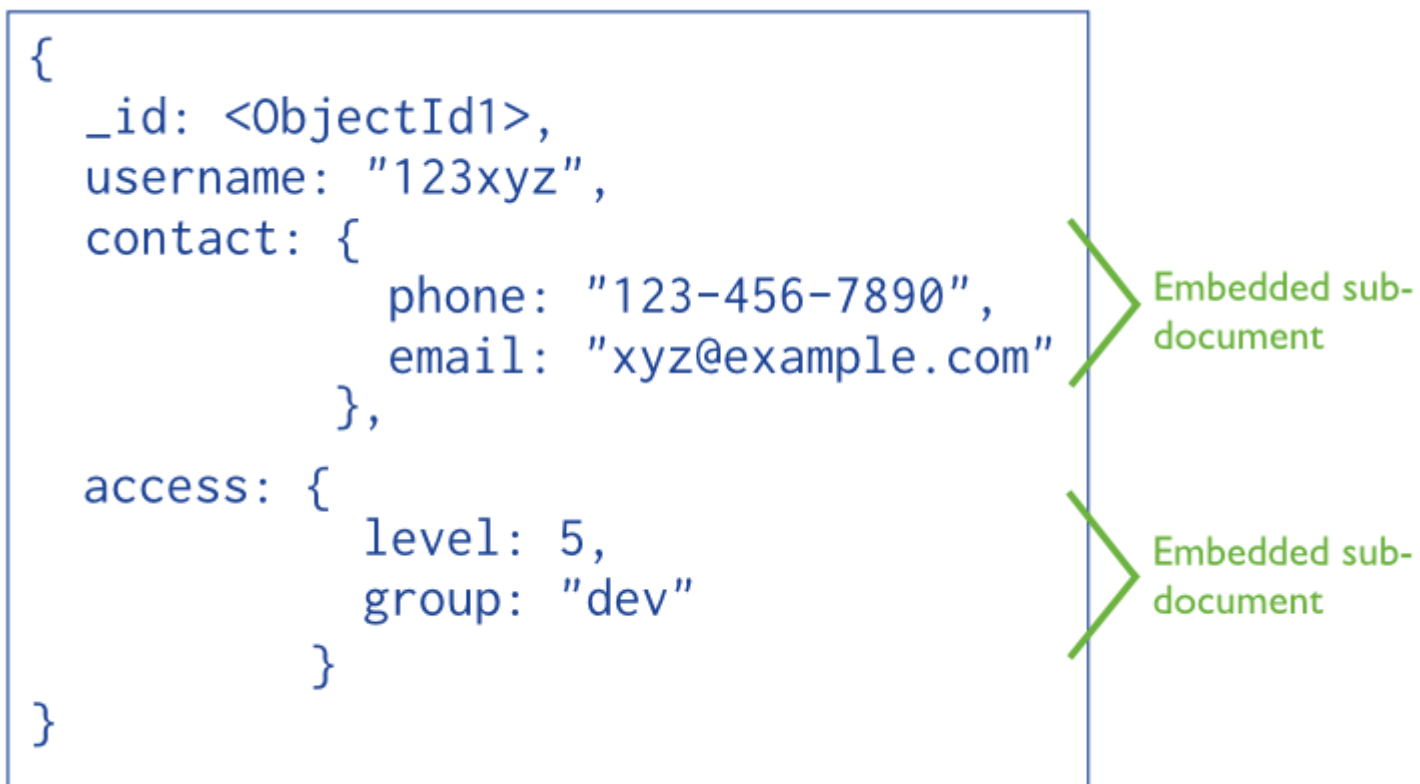 {
_id: <ObjectId1>,
username: "123xyz",
contact: {
phone: "123-456-7890",
email: "xyz@example.com"
},
Embedded sub-
document
access: {
level: 5,
group: "dev"
}
Embedded sub-
document
}